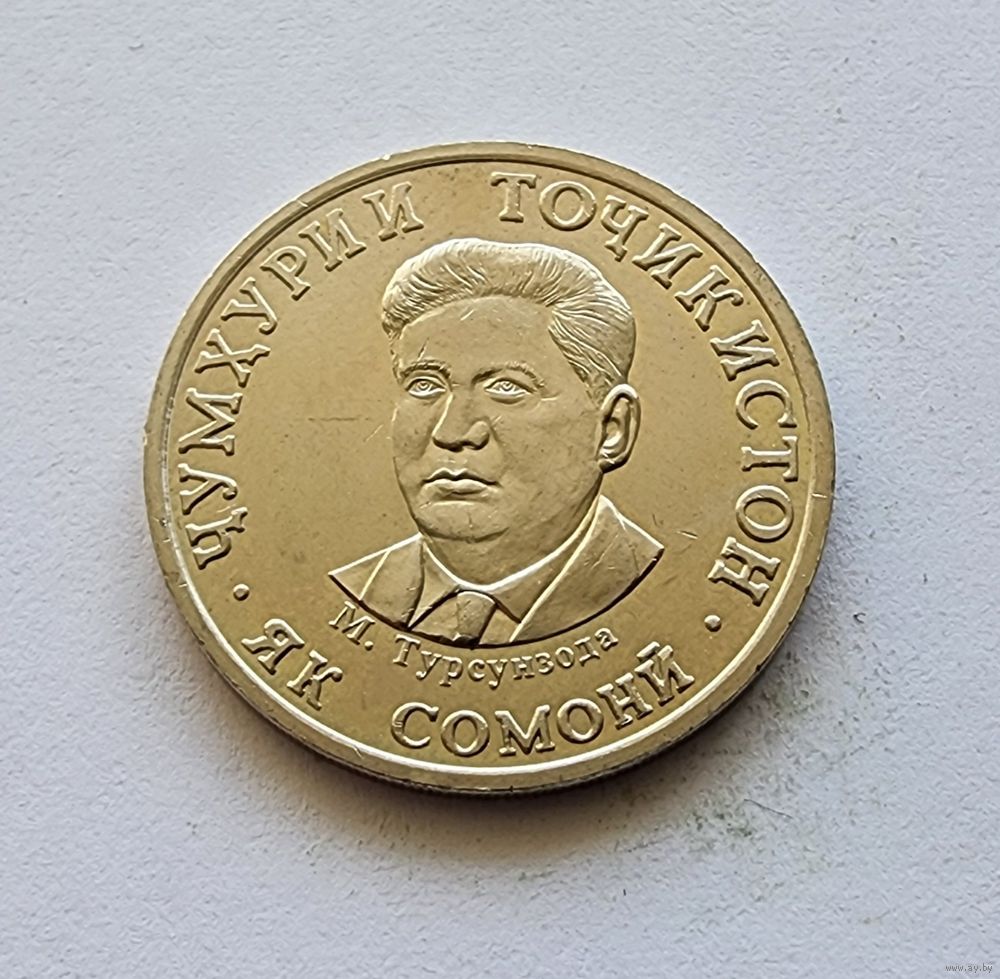 ҶУМҲУРИИ ТОҶИКИСТОН
М. Турсунзода
· ЯК СОМОНӢ ·
www.ay.by